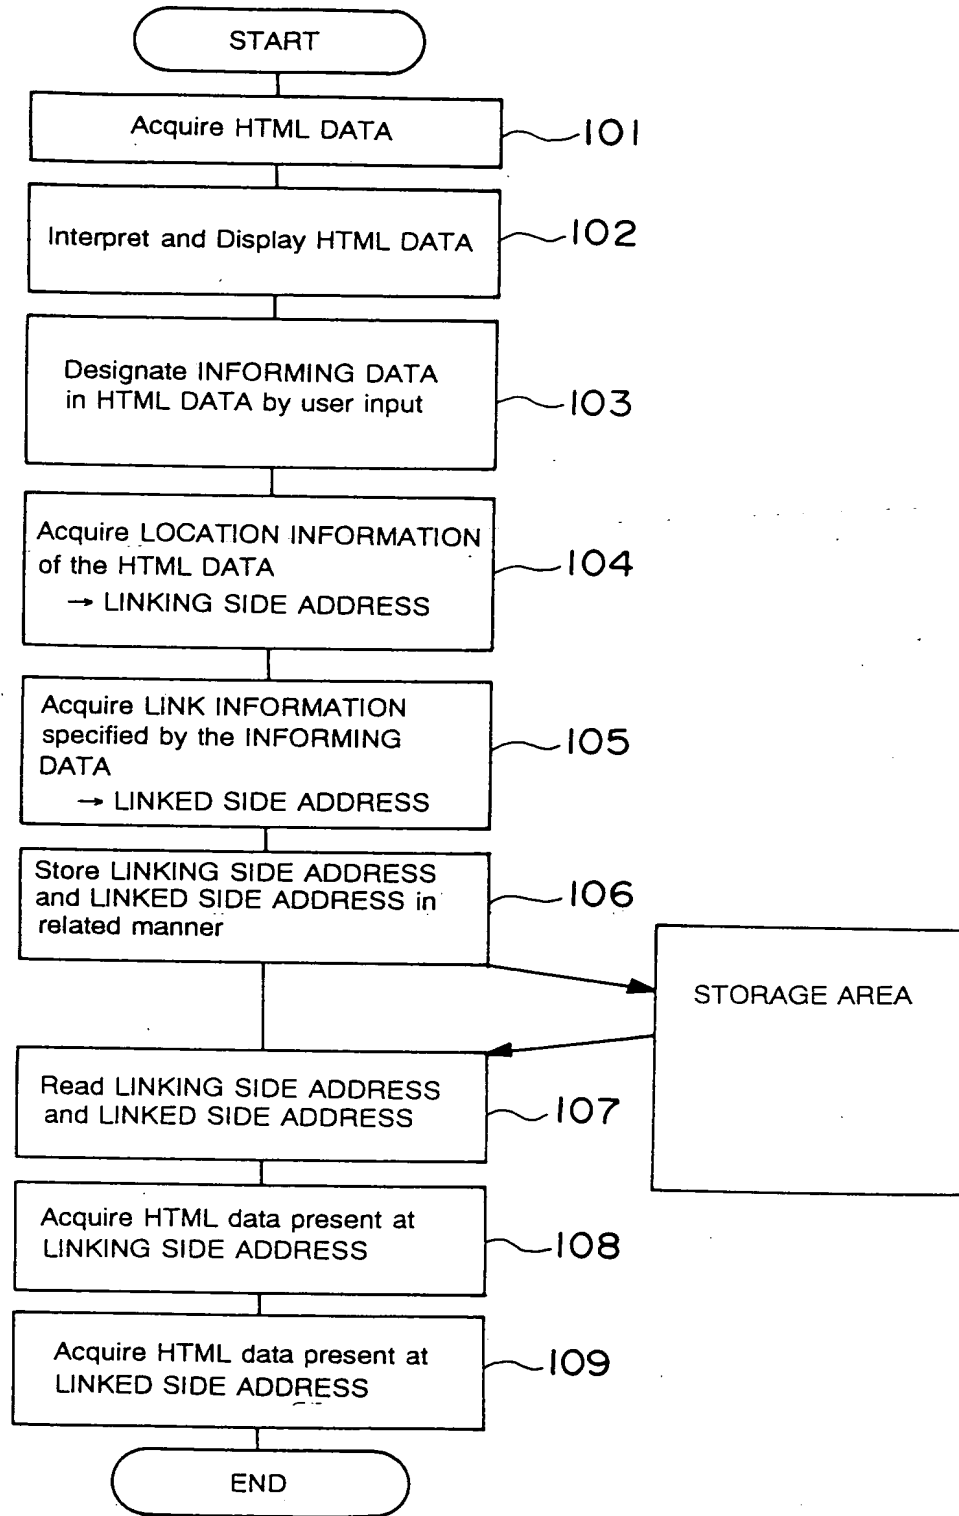 START
Acquire HTML DATA
101
Interpret and Display HTML DATA
102
Designate INFORMING DATA
in HTML DATA by user input
103
Acquire LOCATION INFORMATION
of the HTML DATA
→ LINKING SIDE ADDRESS
104
Acquire LINK INFORMATION
specified by the INFORMING
DATA
→ LINKED SIDE ADDRESS
105
Store LINKING SIDE ADDRESS
and LINKED SIDE ADDRESS in
related manner
106
STORAGE AREA
Read LINKING SIDE ADDRESS
and LINKED SIDE ADDRESS
107
Acquire HTML data present at
LINKING SIDE ADDRESS
108
Acquire HTML data present at
LINKED SIDE ADDRESS
109
END